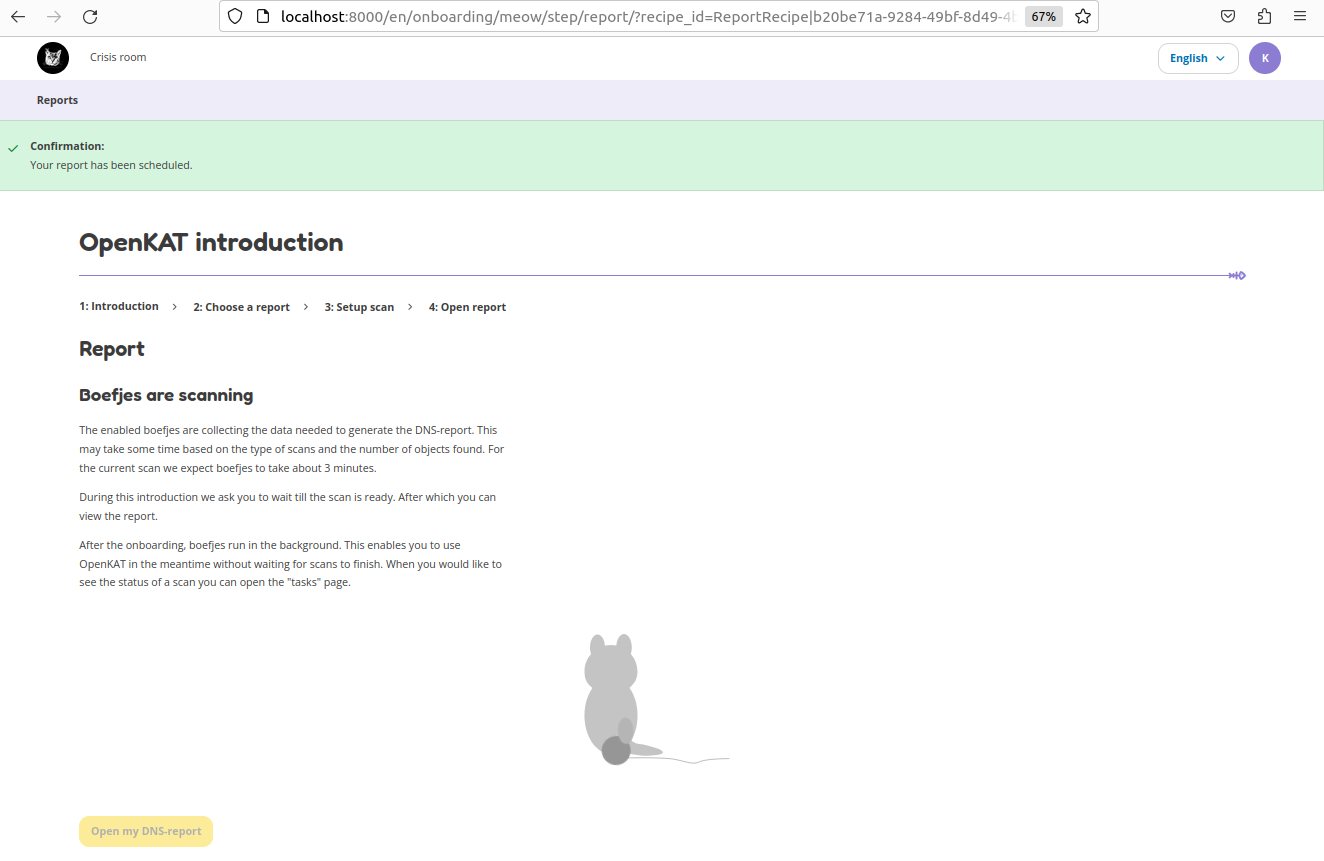 localhost:8000/en/onboarding/meow/step/report/?recipe_id=ReportRecipe|b20be71a-9284-49bf-8d49-4 67%
Crisis room English K
Reports
Confirmation:
Your report has been scheduled.
OpenKAT introduction
1: Introduction 2: Choose a report 3: Setup scan 4: Open report
Report
Boefjes are scanning
The enabled boefjes are collecting the data needed to generate the DNS-report. This
may take some time based on the type of scans and the number of objects found. For
the current scan we expect boefjes to take about 3 minutes.
During this introduction we ask you to wait till the scan is ready. After which you can
view the report.
After the onboarding, boefjes run in the background. This enables you to use
OpenKAT in the meantime without waiting for scans to finish. When you would like to
see the status of a scan you can open the "tasks" page.
Open my DNS-report